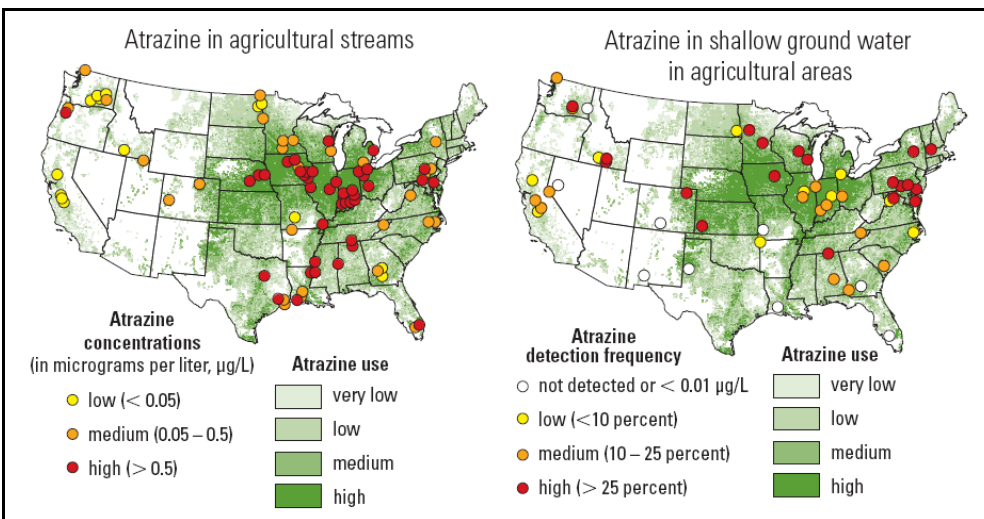 Atrazine in agricultural streams
Atrazine
concentrations
(in micrograms per liter, µg/L)
low (< 0.05)
medium (0.05 – 0.5)
high (> 0.5)
Atrazine use
very low
low
medium
high
Atrazine in shallow ground water
in agricultural areas
Atrazine
detection frequency
not detected or < 0.01 µg/L
low (<10 percent)
medium (10 – 25 percent)
high (> 25 percent)
Atrazine use
very low
low
medium
high